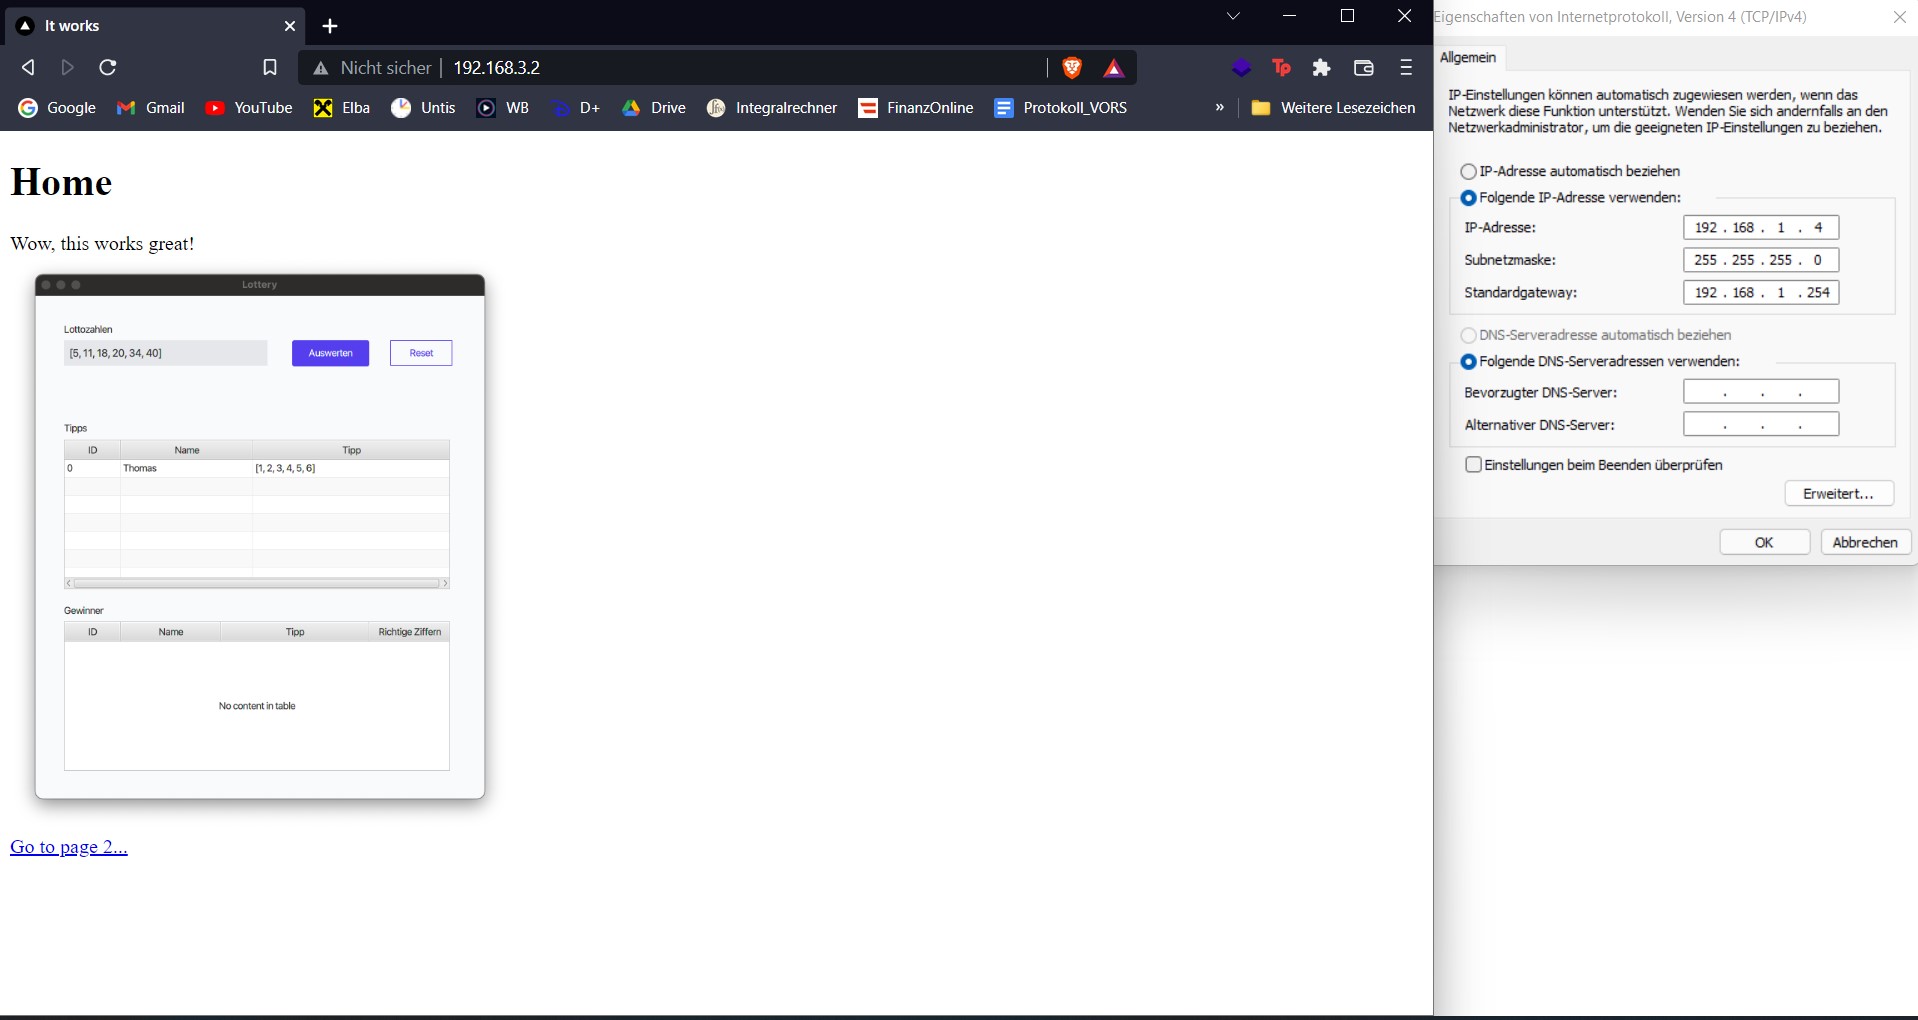 It works
Nicht sicher 192.168.3.2
Google Gmail YouTube Elba Untis WB D+ Drive Integralrechner FinanzOnline Protokoll_VORS » Weitere Lesezeichen
Home
Wow, this works great!
Lottery
Lottozahlen
[5, 11, 18, 20, 34, 40] Auswerten Reset
Tipps
ID Name Tipp
0 Thomas [1, 2, 3, 4, 5, 6]
Gewinner
ID Name Tipp Richtige Ziffern
No content in table
Go to page 2...
Eigenschaften von Internetprotokoll, Version 4 (TCP/IPv4)
Allgemein
IP-Einstellungen können automatisch zugewiesen werden, wenn das
Netzwerk diese Funktion unterstützt. Wenden Sie sich andernfalls an den
Netzwerkadministrator, um die geeigneten IP-Einstellungen zu beziehen.
IP-Adresse automatisch beziehen
Folgende IP-Adresse verwenden:
IP-Adresse: 192 . 168 . 1 . 4
Subnetzmaske: 255 . 255 . 255 . 0
Standardgateway: 192 . 168 . 1 . 254
DNS-Serveradresse automatisch beziehen
Folgende DNS-Serveradressen verwenden:
Bevorzugter DNS-Server: . . .
Alternativer DNS-Server: . . .
Einstellungen beim Beenden überprüfen
Erweitert...
OK Abbrechen